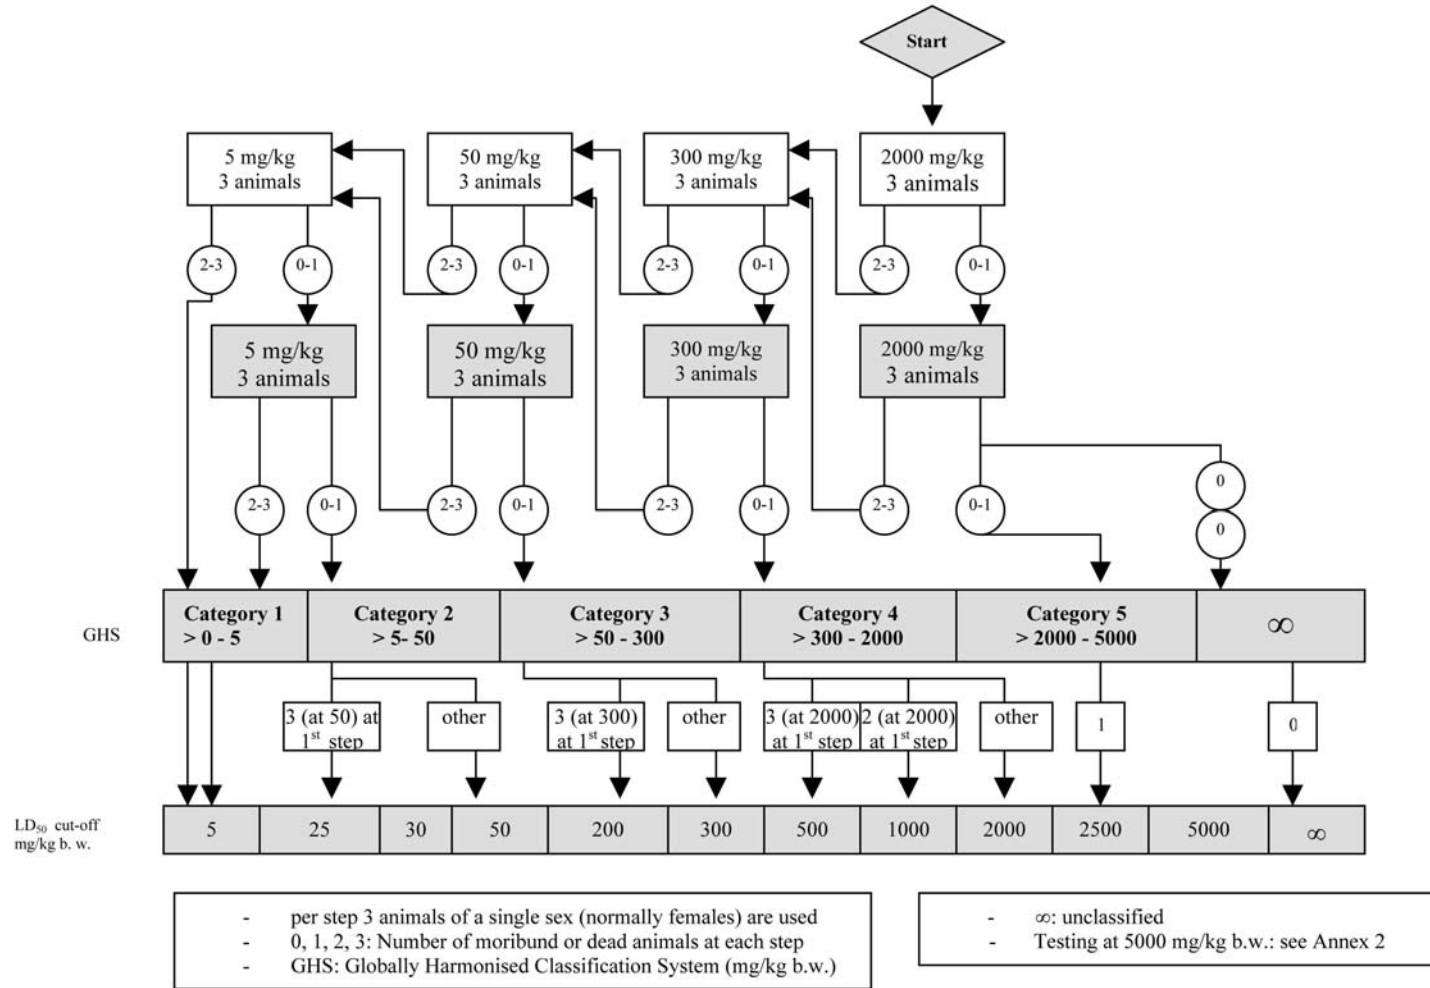 Start
5 mg/kg
3 animals
50 mg/kg
3 animals
300 mg/kg
3 animals
2000 mg/kg
3 animals
2-3
0-1
2-3
0-1
2-3
0-1
2-3
0-1
5 mg/kg
3 animals
50 mg/kg
3 animals
300 mg/kg
3 animals
2000 mg/kg
3 animals
2-3
0-1
2-3
0-1
2-3
0-1
2-3
0-1
0
0
GHS
Category 1
> 0 - 5
Category 2
> 5- 50
Category 3
> 50 - 300
Category 4
> 300 - 2000
Category 5
> 2000 - 5000
∞
3 (at 50) at
1st step
other
3 (at 300)
at 1st step
other
3 (at 2000)
at 1st step
2 (at 2000)
at 1st step
other
1
0
LD50 cut-off
mg/kg b. w.
5
25
30
50
200
300
500
1000
2000
2500
5000
∞
- per step 3 animals of a single sex (normally females) are used
- 0, 1, 2, 3: Number of moribund or dead animals at each step
- GHS: Globally Harmonised Classification System (mg/kg b.w.)
- ∞: unclassified
- Testing at 5000 mg/kg b.w.: see Annex 2